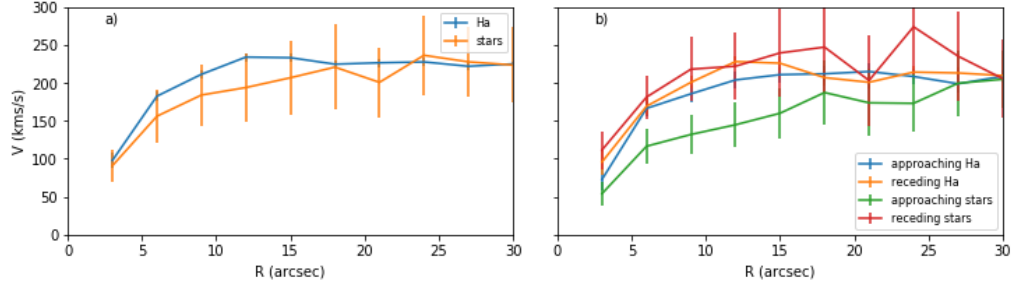 a)
Ha
stars
300
250
200
150
100
50
0
V (kms/s)
0 5 10 15 20 25 30
R (arcsec)
b)
approaching Ha
receding Ha
approaching stars
receding stars
0 5 10 15 20 25 30
R (arcsec)